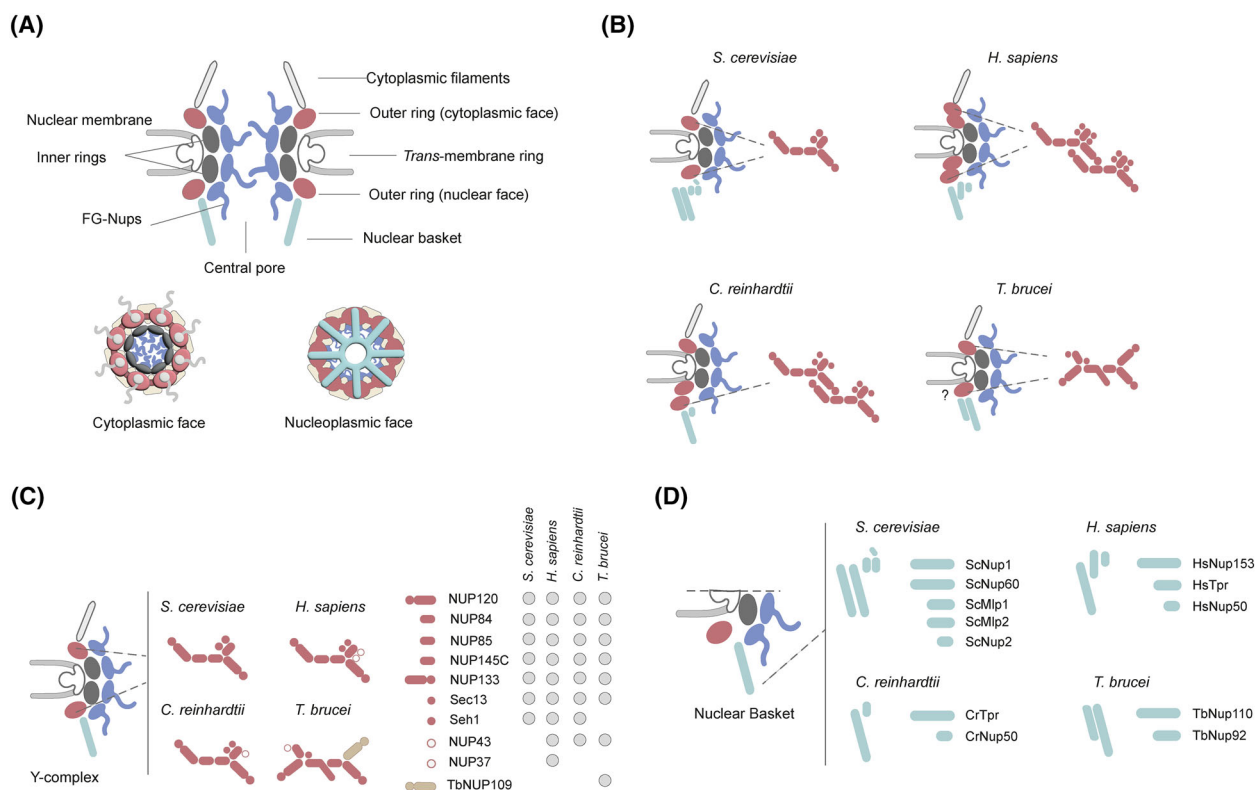 (A)
Cytoplasmic filaments
Outer ring (cytoplasmic face)
Nuclear membrane
Inner rings
Trans-membrane ring
Outer ring (nuclear face)
FG-Nups
Nuclear basket
Central pore
Cytoplasmic face
Nucleoplasmic face
(B)
S. cerevisiae
H. sapiens
C. reinhardtii
T. brucei
?
(C)
Y-complex
S. cerevisiae
H. sapiens
C. reinhardtii
T. brucei
S. cerevisiae
H. sapiens
C. reinhardtii
T. brucei
NUP120
NUP84
NUP85
NUP145C
NUP133
Sec13
Seh1
NUP43
NUP37
TbNUP109
(D)
Nuclear Basket
S. cerevisiae
ScNup1
ScNup60
ScMlp1
ScMlp2
ScNup2
H. sapiens
HsNup153
HsTpr
HsNup50
C. reinhardtii
CrTpr
CrNup50
T. brucei
TbNup110
TbNup92